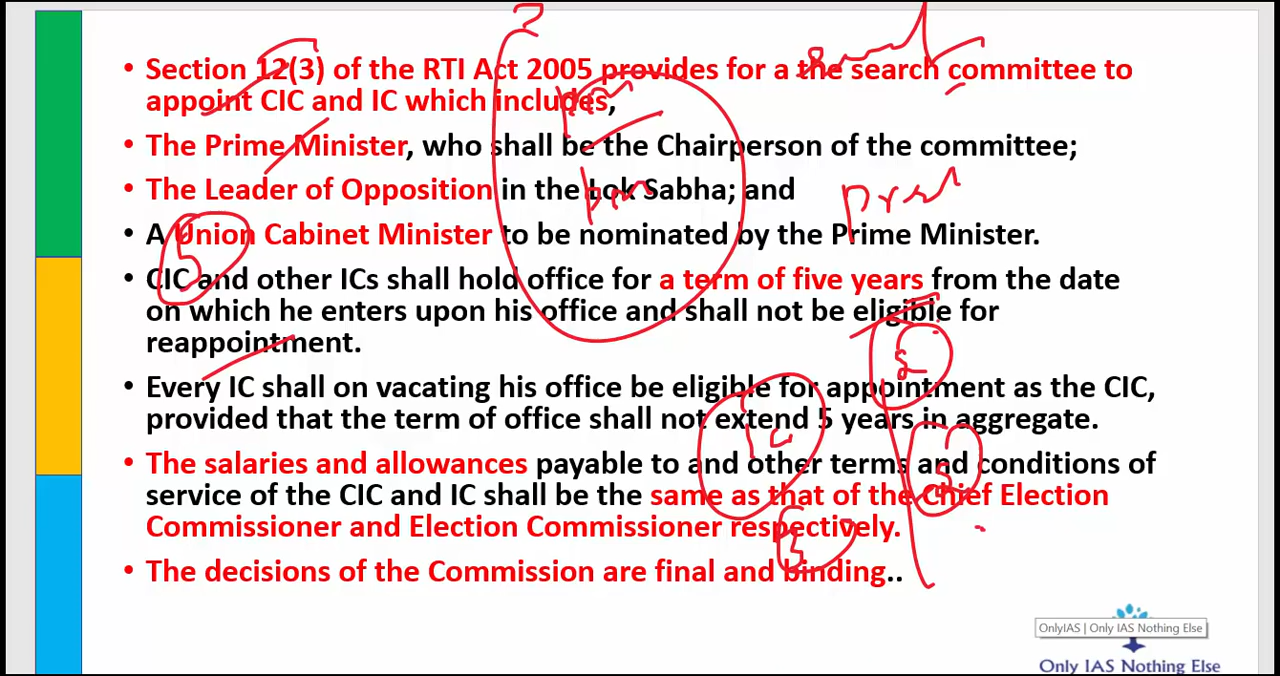 • Section 12(3) of the RTI Act 2005 provides for a the search committee to
appoint CIC and IC which includes,
• The Prime Minister, who shall be the Chairperson of the committee;
• The Leader of Opposition in the Lok Sabha; and
• A Union Cabinet Minister to be nominated by the Prime Minister.
• CIC and other ICs shall hold office for a term of five years from the date
on which he enters upon his office and shall not be eligible for
reappointment.
• Every IC shall on vacating his office be eligible for appointment as the CIC,
provided that the term of office shall not extend 5 years in aggregate.
• The salaries and allowances payable to and other terms and conditions of
service of the CIC and IC shall be the same as that of the Chief Election
Commissioner and Election Commissioner respectively.
• The decisions of the Commission are final and binding..
OnlyIAS | Only IAS Nothing Else
Only IAS Nothing Else